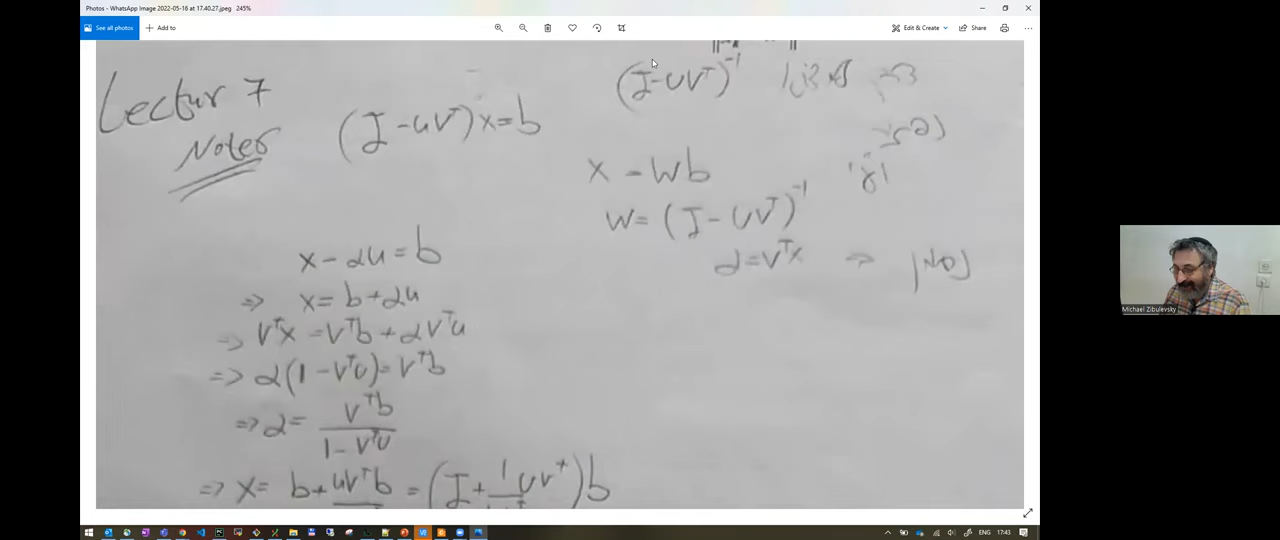 Photos - WhatsApp Image 2022-05-16 at 17.40.27.jpeg 245%
See all photos
Add to
Edit & Create
Share
Lectur 7
Notes
(I - uvᵀ)x = b
(I - uvᵀ)⁻¹
x = Wb
W = (I - uvᵀ)⁻¹
α = vᵀx
x - αu = b
⇒ x = b + αu
⇒ vᵀx = vᵀb + αvᵀu
⇒ α(1 - vᵀu) = vᵀb
⇒ α = vᵀb
1 - vᵀu
⇒ x = b + uvᵀb = (I + 1 uvᵀ)b
Michael Zibulevsky
ENG
17:43